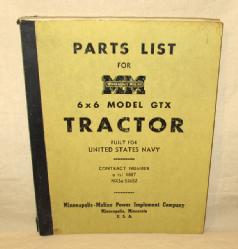 PARTS LIST
FOR
MM
6x6 MODEL GTX
TRACTOR
BUILT FOR
UNITED STATES NAVY
CONTRACT NUMBER
Minneapolis-Moline Power Implement Company
Minneapolis, Minnesota
U. S. A.